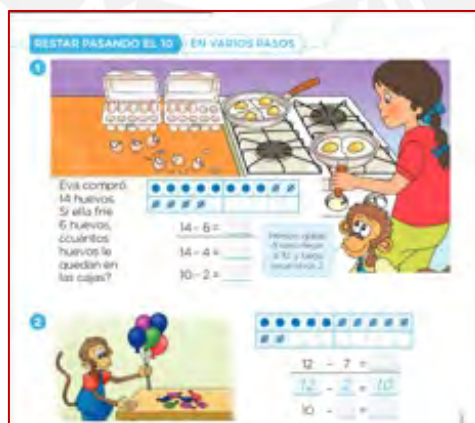 RESTAR PASANDO EL 10 EN VARIOS PASOS
1
Eva compró
14 huevos.
Si ella fríe
6 huevos,
¿cuántos
huevos le
quedan en
las cajas?
14 - 6 =
14 - 4 =
10 - 2 =
2
12 - 7 =
12 - 2 = 10
10 - =